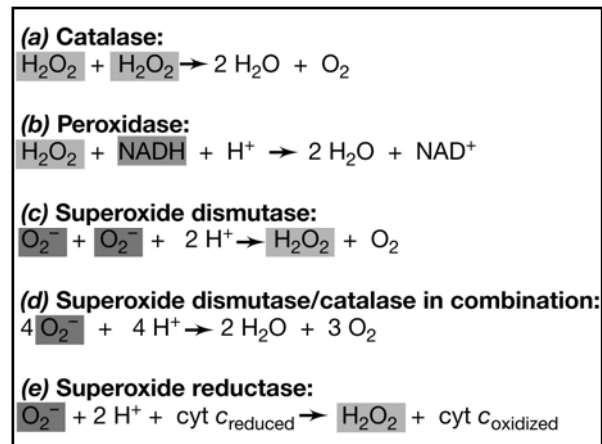 (a) Catalase:
H₂O₂ + H₂O₂ → 2 H₂O + O₂
(b) Peroxidase:
H₂O₂ + NADH + H⁺ → 2 H₂O + NAD⁺
(c) Superoxide dismutase:
O₂⁻ + O₂⁻ + 2 H⁺ → H₂O₂ + O₂
(d) Superoxide dismutase/catalase in combination:
4 O₂⁻ + 4 H⁺ → 2 H₂O + 3 O₂
(e) Superoxide reductase:
O₂⁻ + 2 H⁺ + cyt c_reduced → H₂O₂ + cyt c_oxidized